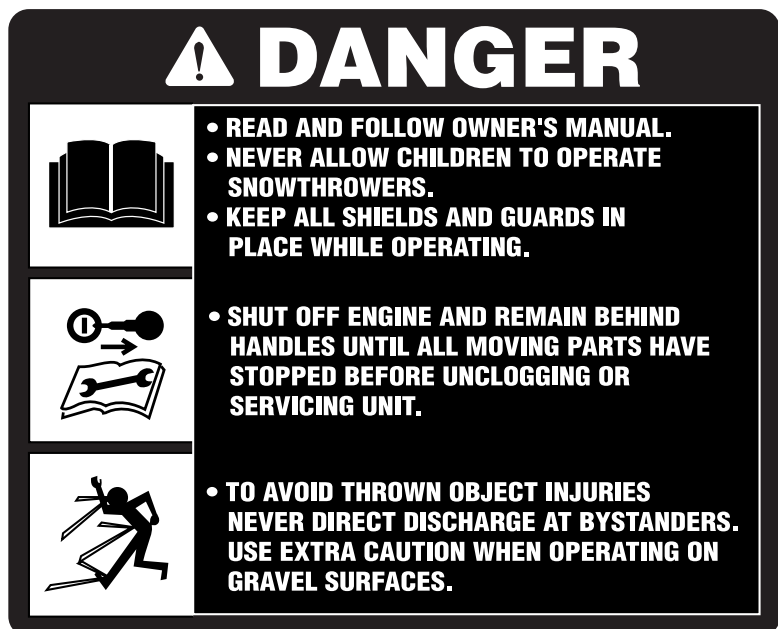 DANGER
• READ AND FOLLOW OWNER'S MANUAL.
• NEVER ALLOW CHILDREN TO OPERATE
SNOWTHROWERS.
• KEEP ALL SHIELDS AND GUARDS IN
PLACE WHILE OPERATING.
• SHUT OFF ENGINE AND REMAIN BEHIND
HANDLES UNTIL ALL MOVING PARTS HAVE
STOPPED BEFORE UNCLOGGING OR
SERVICING UNIT.
• TO AVOID THROWN OBJECT INJURIES
NEVER DIRECT DISCHARGE AT BYSTANDERS.
USE EXTRA CAUTION WHEN OPERATING ON
GRAVEL SURFACES.